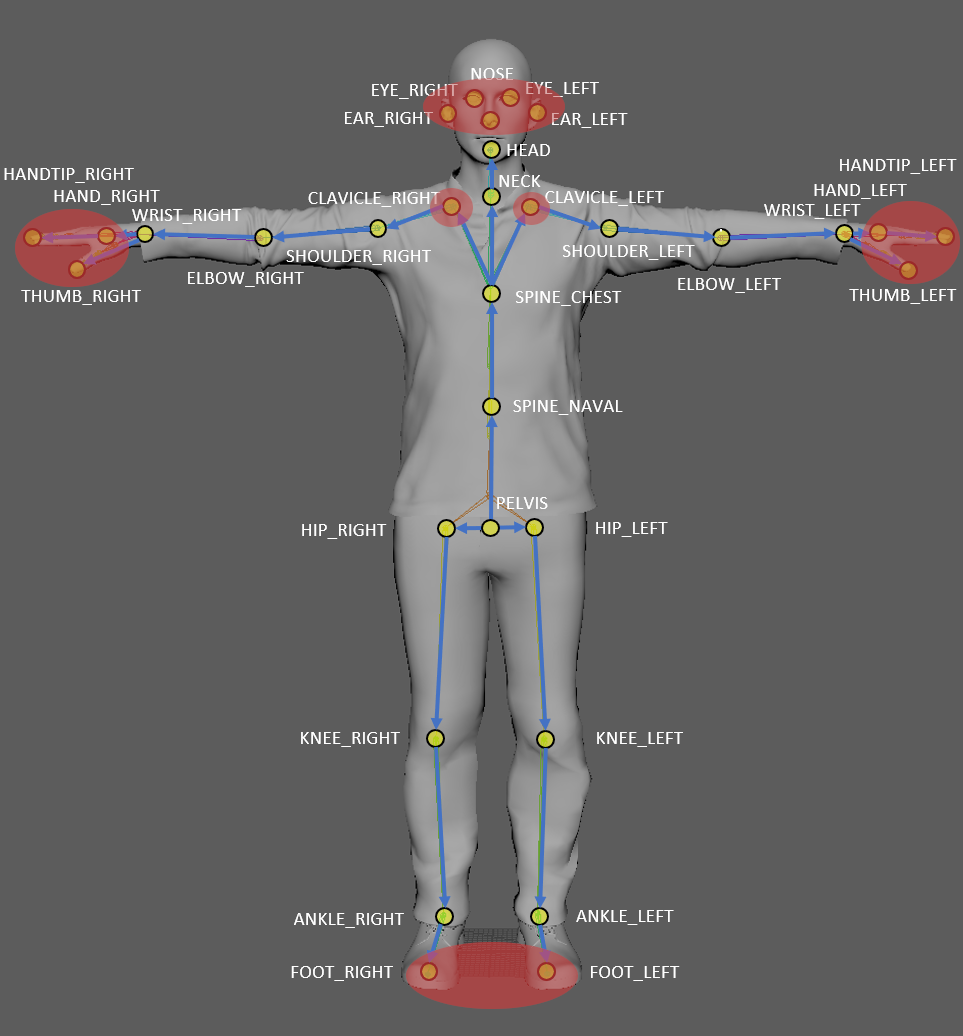 NOSE
EYE_RIGHT
EYE_LEFT
EAR_RIGHT
EAR_LEFT
HEAD
HANDTIP_RIGHT
HANDTIP_LEFT
NECK
HAND_RIGHT
CLAVICLE_RIGHT
CLAVICLE_LEFT
HAND_LEFT
WRIST_RIGHT
WRIST_LEFT
SHOULDER_RIGHT
SHOULDER_LEFT
ELBOW_RIGHT
ELBOW_LEFT
THUMB_RIGHT
SPINE_CHEST
THUMB_LEFT
SPINE_NAVAL
PELVIS
HIP_RIGHT
HIP_LEFT
KNEE_RIGHT
KNEE_LEFT
ANKLE_RIGHT
ANKLE_LEFT
FOOT_RIGHT
FOOT_LEFT